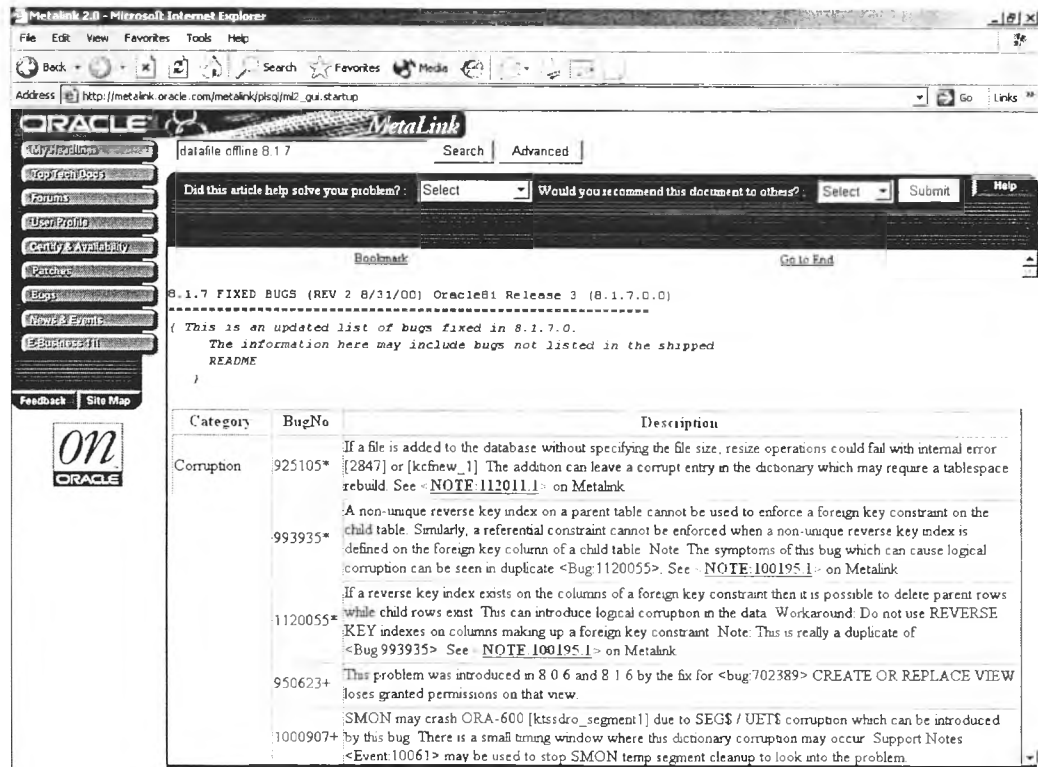 Metalink 2.0 - Microsoft Internet Explorer
File Edit View Favorites Tools Help
Back Search Favorites Media
Address http://metalink.oracle.com/metalink/plsql/ml2_gui.startup Go Links »
ORACLE MetaLink
datafile offline 8.1.7 Search Advanced
My Headlines
Top Tech Docs
Forums
User Profile
Certify & Availability
Patches
Bugs
News & Events
E-Business 11i
Feedback Site Map
ON
ORACLE
Did this article help solve your problem? : Select Would you recommend this document to others? : Select Submit Help
Bookmark Go to End
8.1.7 FIXED BUGS (REV 2 8/31/00) Oracle8i Release 3 (8.1.7.0.0)
{ This is an updated list of bugs fixed in 8.1.7.0.
The information here may include bugs not listed in the shipped
README
}
Category BugNo Description
Corruption 925105* If a file is added to the database without specifying the file size, resize operations could fail with internal error
[2847] or [kcfnew_1] The addition can leave a corrupt entry in the dictionary which may require a tablespace
rebuild. See <NOTE:112011.1> on Metalink
993935* A non-unique reverse key index on a parent table cannot be used to enforce a foreign key constraint on the
child table. Similarly, a referential constraint cannot be enforced when a non-unique reverse key index is
defined on the foreign key column of a child table Note The symptoms of this bug which can cause logical
corruption can be seen in duplicate <Bug:1120055>. See <NOTE:100195.1> on Metalink
1120055* If a reverse key index exists on the columns of a foreign key constraint then it is possible to delete parent rows
while child rows exist This can introduce logical corruption in the data Workaround: Do not use REVERSE
KEY indexes on columns making up a foreign key constraint Note: This is really a duplicate of
<Bug 993935> See <NOTE:100195.1> on Metalink
950623+ This problem was introduced in 8 0 6 and 8 1 6 by the fix for <bug:702389> CREATE OR REPLACE VIEW
loses granted permissions on that view.
1000907+ SMON may crash ORA-600 [ktssdro_segment1] due to SEG$ / UET$ corruption which can be introduced
by this bug There is a small timing window where this dictionary corruption may occur Support Notes
<Event:10061> may be used to stop SMON temp segment cleanup to look into the problem.